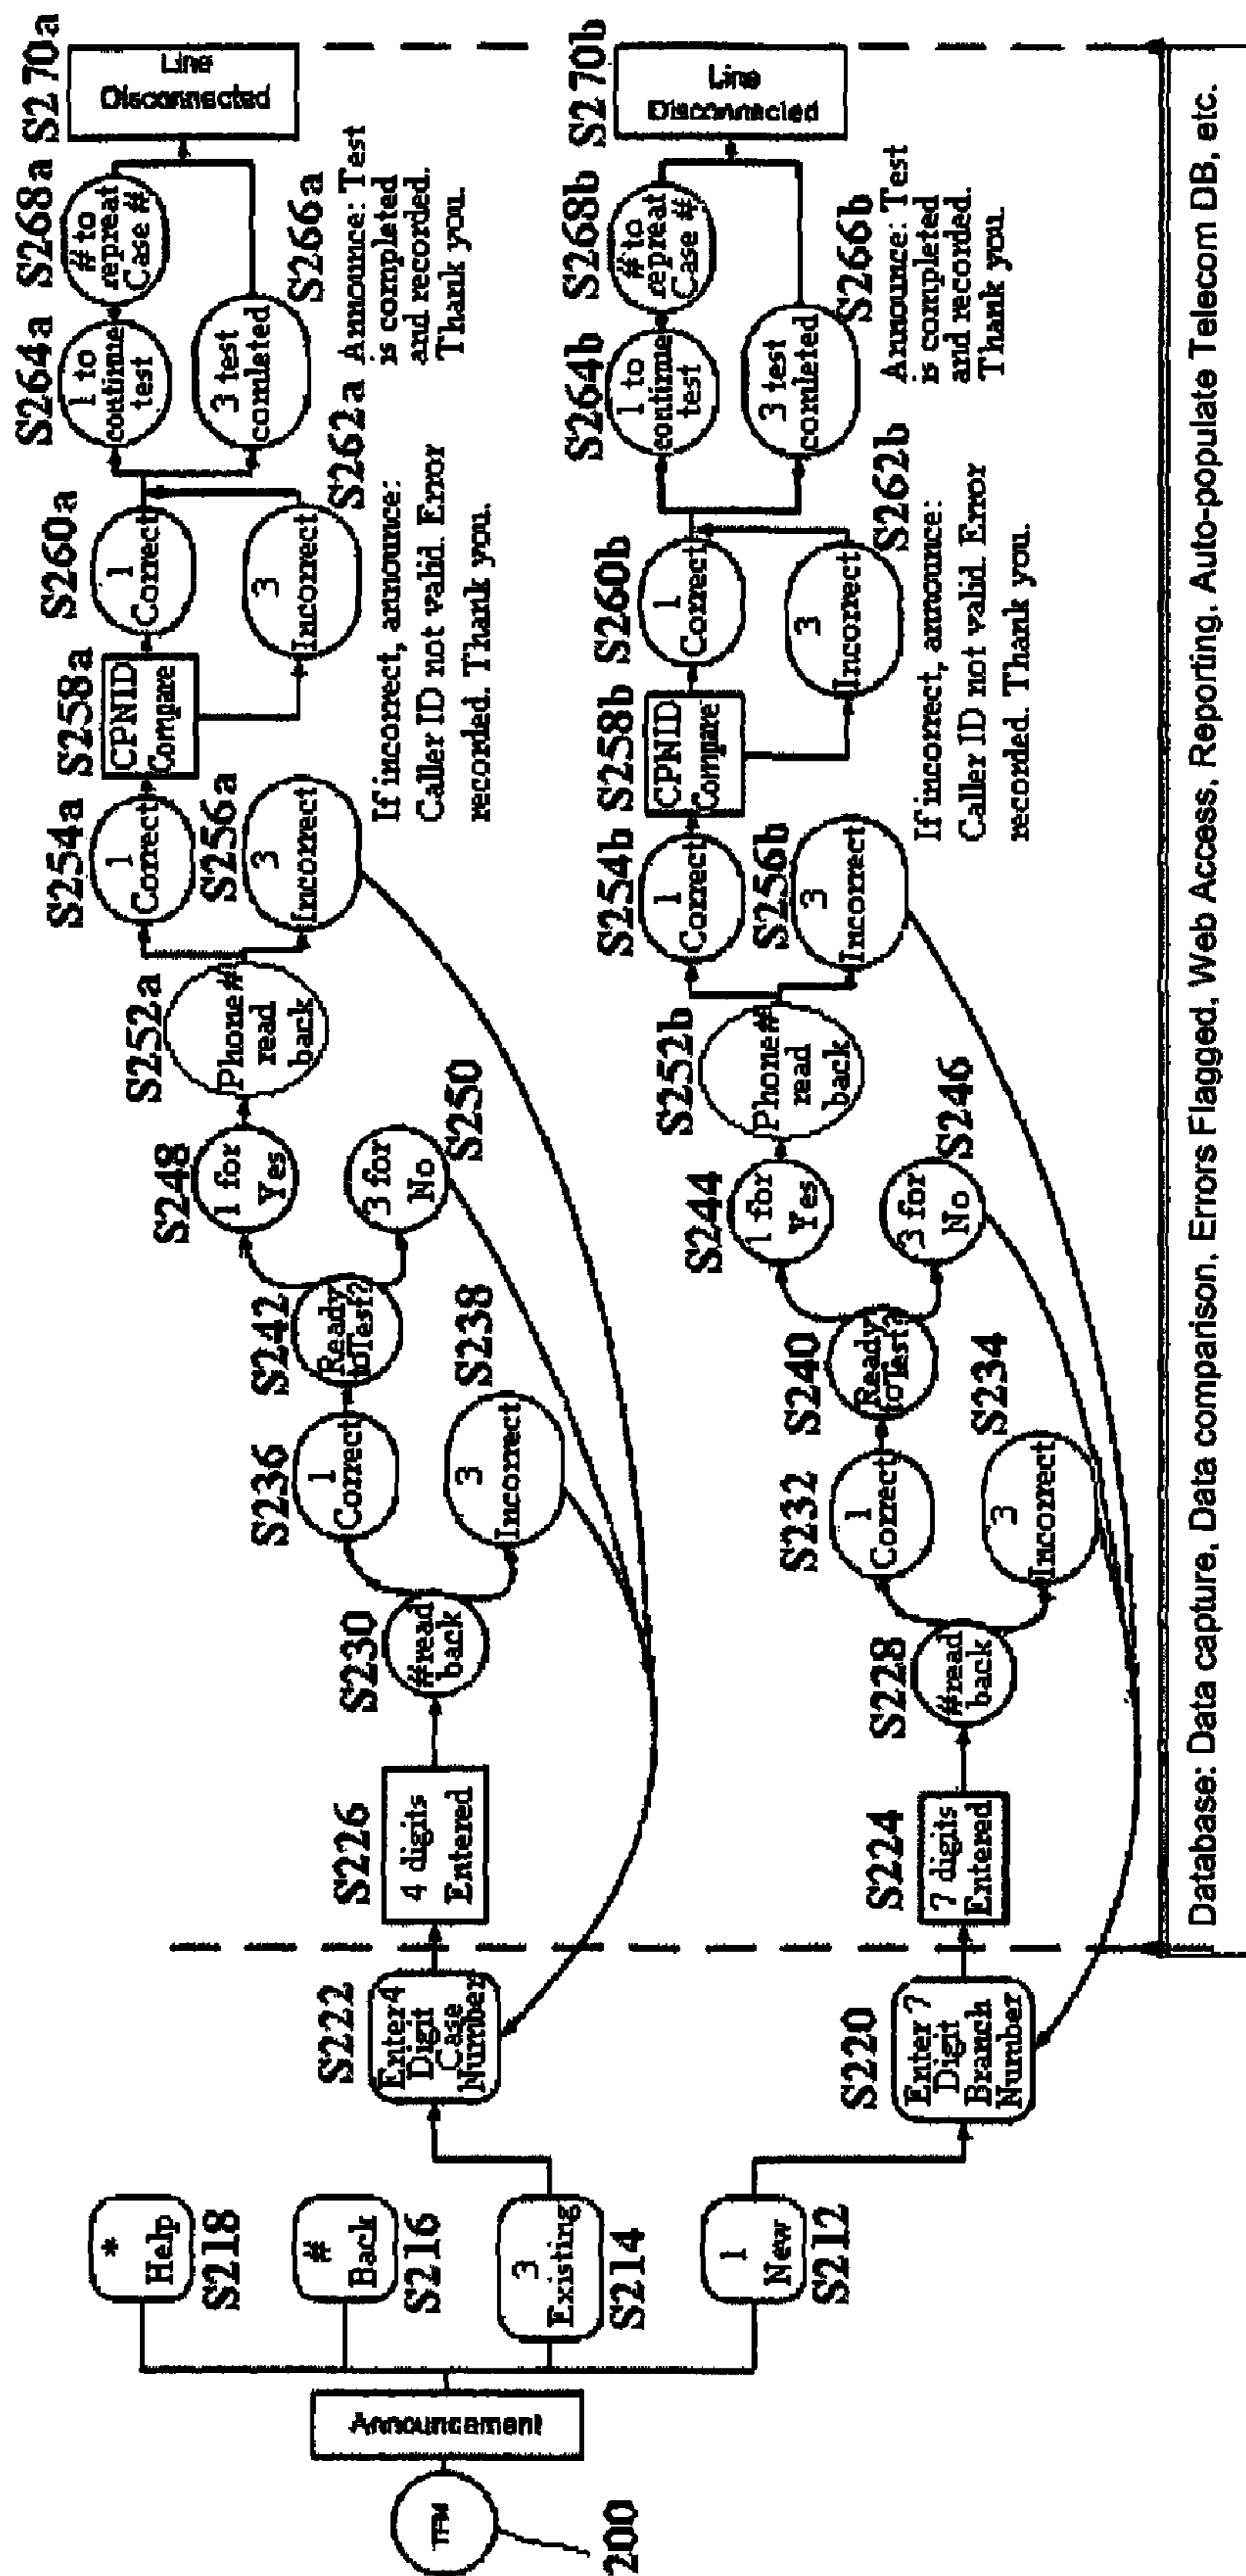 200
TFM
Announcement
*
Help
S218
#
Back
S216
3
Existing
S214
1
New
S212
S222
Enter 4
Digit
Case
Number
S226
4 digits
Entered
S230
#read
back
S236
1
Correct
S238
3
Incorrect
S242
Ready
toTest?
S248
1 for
Yes
S250
3 for
No
S252a
Phone#
read
back
S254a
1
Correct
S256a
3
Incorrect
S258a
CPNID
Compare
S260a
1
Correct
3
Incorrect
S262a
If incorrect, announce:
Caller ID not valid. Error
recorded. Thank you.
S264a
1 to
continue
test
S268a
# to
repreat
Case #
3 test
comleted
S266a
Announce: Test
is completed
and recorded.
Thank you.
S270a
Line
Disconnected
S220
Enter 7
Digit
Branch
Number
S224
7 digits
Entered
S228
#read
back
S232
1
Correct
S234
3
Incorrect
S240
Ready
toTest?
S244
1 for
Yes
S246
3 for
No
S252b
Phone#
read
back
S254b
1
Correct
S256b
3
Incorrect
S258b
CPNID
Compare
S260b
1
Correct
3
Incorrect
S262b
If incorrect, announce:
Caller ID not valid. Error
recorded. Thank you.
S264b
1 to
continue
test
S268b
# to
repeat
Case #
3 test
comleted
S266b
Announce: Test
is completed
and recorded.
Thank you.
S270b
Line
Disconnected
Database: Data capture, Data comparison, Errors Flagged, Web Access, Reporting. Auto-populate Telecom DB, etc.